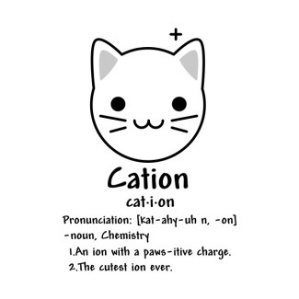 +
Cation
cat·i·on
Pronunciation: [kat-ahy-uh n, -on]
-noun, Chemistry
1.An ion with a paws-itive charge.
2.The cutest ion ever.